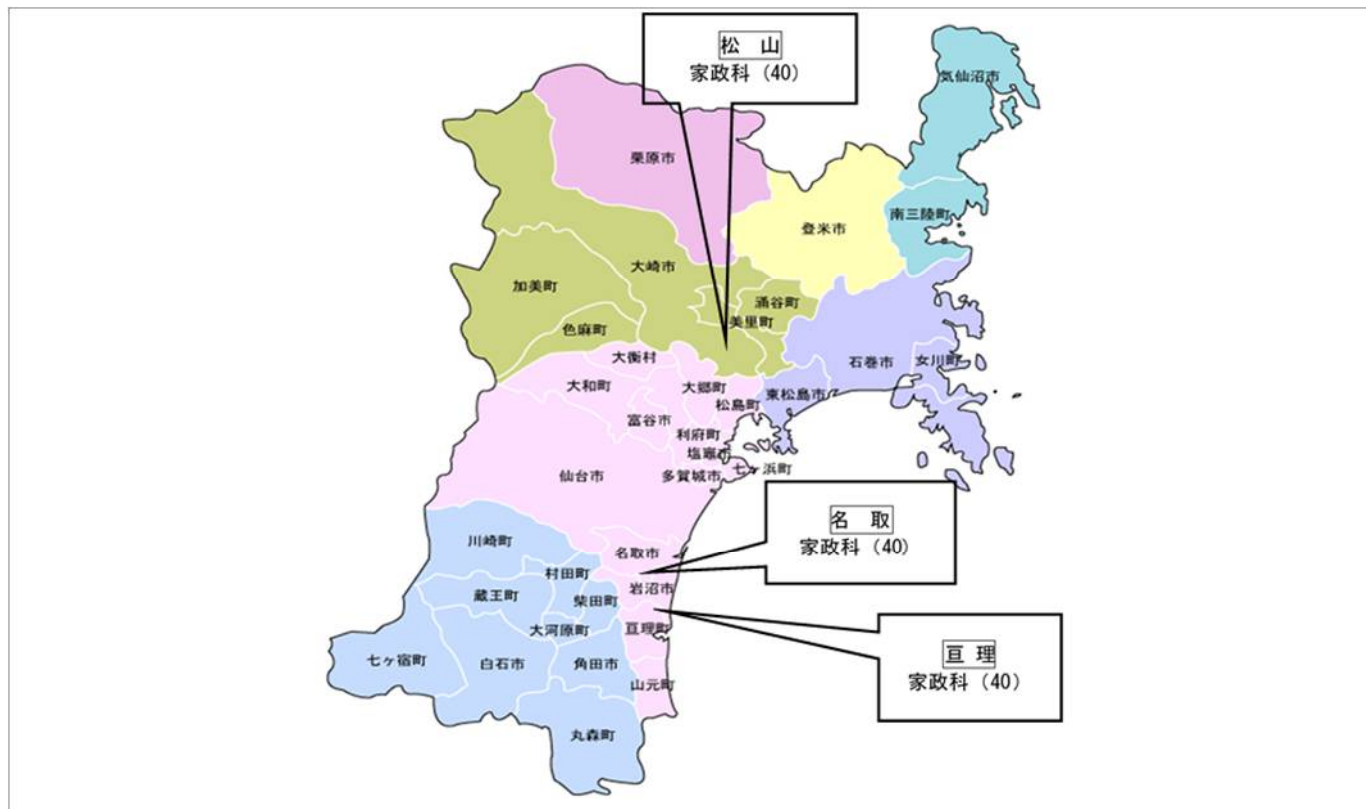 松 山
家政科（40）
気仙沼市
栗原市
南三陸町
登米市
大崎市
加美町
涌谷町
美里町
色麻町
大衡村
石巻市
女川町
大和町
大郷町
東松島市
松島町
富谷市
利府町
塩竈市
仙台市
多賀城市
七ヶ浜町
名 取
家政科（40）
川崎町
名取市
村田町
岩沼市
蔵王町
柴田町
大河原町
亘理町
亘 理
家政科（40）
七ヶ宿町
白石市
角田市
山元町
丸森町